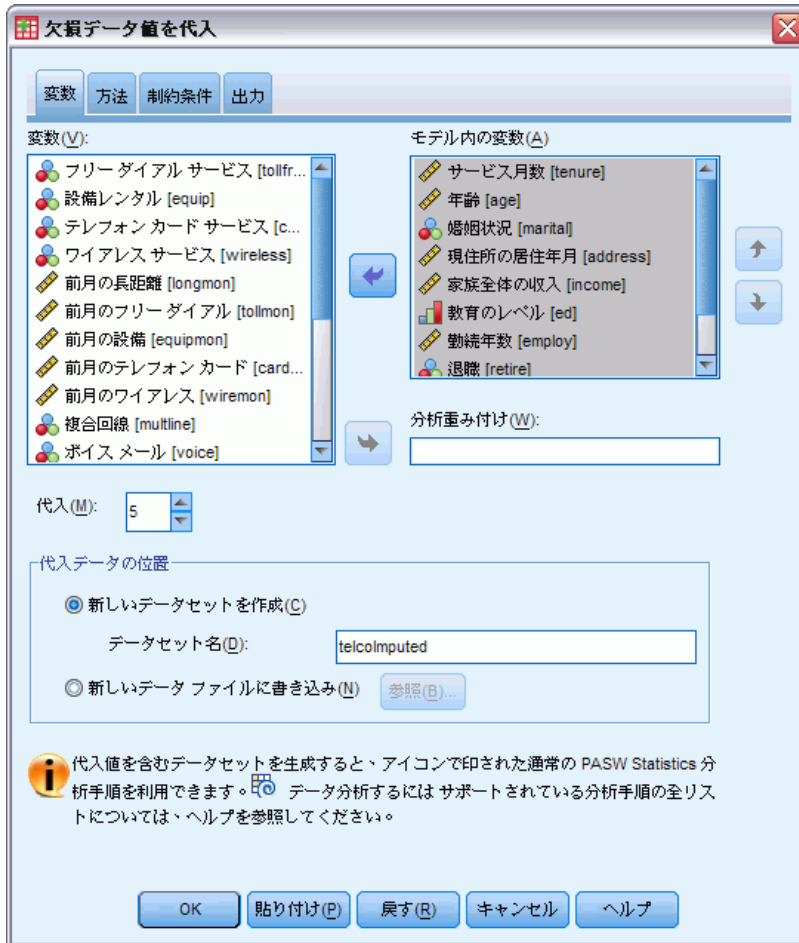 欠損データ値を代入
変数 方法 制約条件 出力
変数(V):
フリー ダイアル サービス [tollfr...
設備レンタル [equip]
テレフォン カード サービス [c...
ワイアレス サービス [wireless]
前月の長距離 [longmon]
前月のフリー ダイアル [tollmon]
前月の設備 [equipmon]
前月のテレフォン カード [card...
前月のワイアレス [wiremon]
複合回線 [multline]
ボイス メール [voice]
モデル内の変数(A)
サービス月数 [tenure]
年齢 [age]
婚姻状況 [marital]
現住所の居住年月 [address]
家族全体の収入 [income]
教育のレベル [ed]
勤続年数 [employ]
退職 [retire]
分析重み付け(W):
代入(M): 5
代入データの位置
新しいデータセットを作成(C)
データセット名(D): telcoImputed
新しいデータ ファイルに書き込み(N) 参照(B)...
代入値を含むデータセットを生成すると、アイコンで印された通常の PASW Statistics 分
析手順を利用できます。 データ分析するには サポートされている分析手順の全リス
トについては、ヘルプを参照してください。
OK 貼り付け(P) 戻す(R) キャンセル ヘルプ